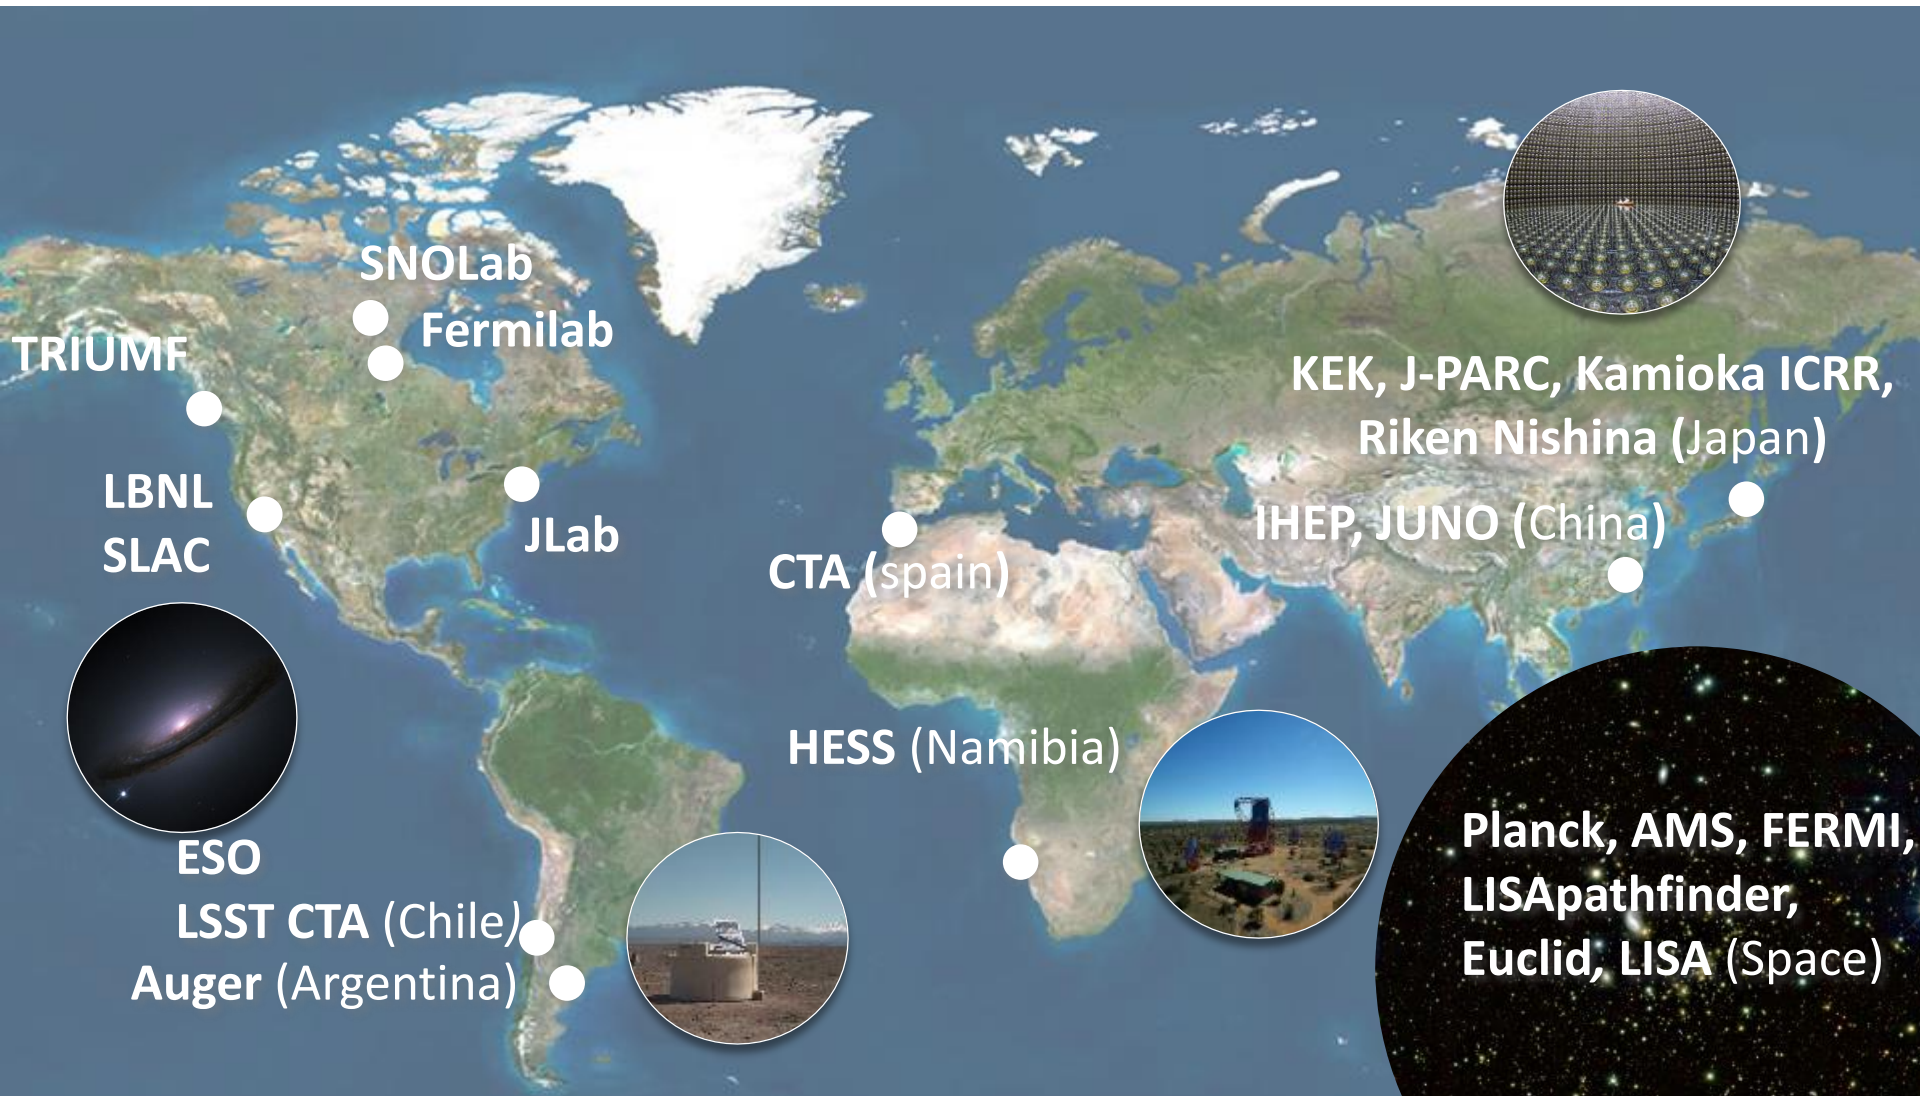 SNOLab
Fermilab
TRIUMF
KEK, J-PARC, Kamioka ICRR,
Riken Nishina (Japan)
LBNL
SLAC
JLab
IHEP, JUNO (China)
CTA (spain)
HESS (Namibia)
ESO
LSST CTA (Chile)
Auger (Argentina)
Planck, AMS, FERMI,
LISApathfinder,
Euclid, LISA (Space)